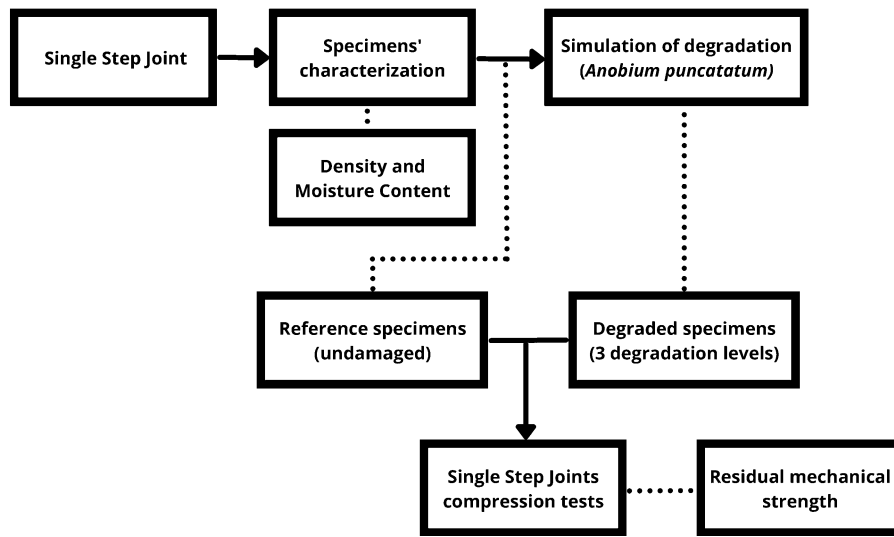 Single Step Joint
Specimens'
characterization
Simulation of degradation
(Anobium puncatatum)
Density and
Moisture Content
Reference specimens
(undamaged)
Degraded specimens
(3 degradation levels)
Single Step Joints
compression tests
Residual mechanical
strength